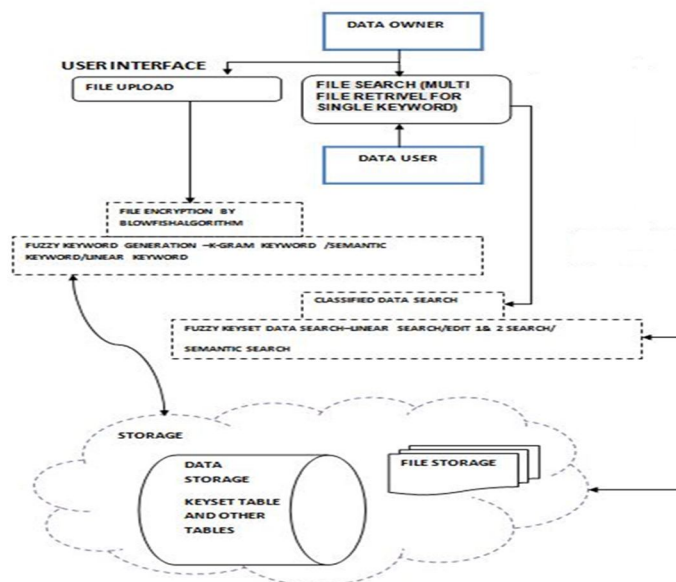 DATA OWNER
USER INTERFACE
FILE UPLOAD
FILE SEARCH (MULTI
FILE RETRIVEL FOR
SINGLE KEYWORD)
DATA USER
FILE ENCRYPTION BY
BLOWFISHALGORITHM
FUZZY KEYWORD GENERATION –K-GRAM KEYWORD /SEMANTIC
KEYWORD/LINEAR KEYWORD
CLASSIFIED DATA SEARCH
FUZZY KEYSET DATA SEARCH–LINEAR SEARCH/EDIT 1& 2 SEARCH/
SEMANTIC SEARCH
STORAGE
DATA
STORAGE
KEYSET TABLE
AND OTHER
TABLES
FILE STORAGE